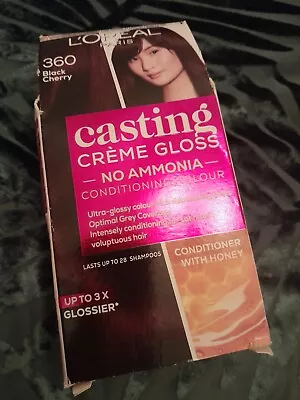 L'ORÉAL
PARIS
360
Black
Cherry
casting
CRÈME GLOSS
— NO AMMONIA —
CONDITIONING COLOUR
Ultra-glossy colour
Optimal Grey
Intensely conditioning
voluptuous hair
LASTS UP TO 28 SHAMPOOS
CONDITIONER
WITH HONEY
UP TO 3 X
GLOSSIER*